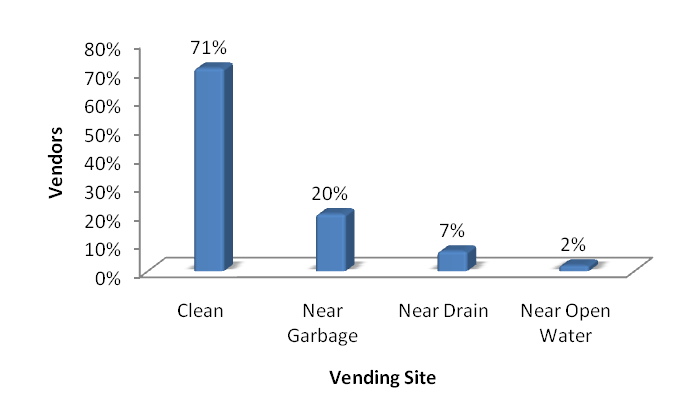 80%
70%
60%
50%
40%
30%
20%
10%
0%
Vendors
71%
20%
7%
2%
Clean
Near
Garbage
Near Drain
Near Open
Water
Vending Site